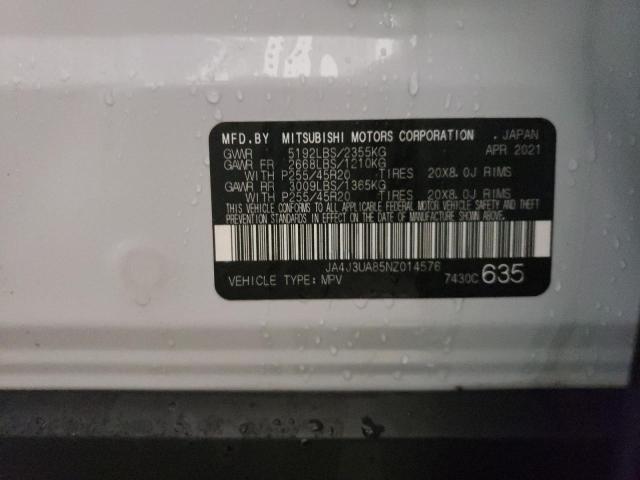 MFD.BY MITSUBISHI MOTORS CORPORATION . JAPAN
GVWR 5192LBS/2355KG APR 2021
GAWR FR 2668LBS/1210KG
WITH P255/45R20 TIRES 20X8.0J RIMS
GAWR RR 3009LBS/1365KG
WITH P255/45R20 TIRES 20X8.0J RIMS
THIS VEHICLE CONFORMS TO ALL APPLICABLE FEDERAL MOTOR VEHICLE SAFETY AND THEFT
PREVENTION STANDARDS IN EFFECT ON THE DATE OF MANUFACTURE SHOWN ABOVE.
JA4J3UA85NZ014576
VEHICLE TYPE: MPV 7430C 635